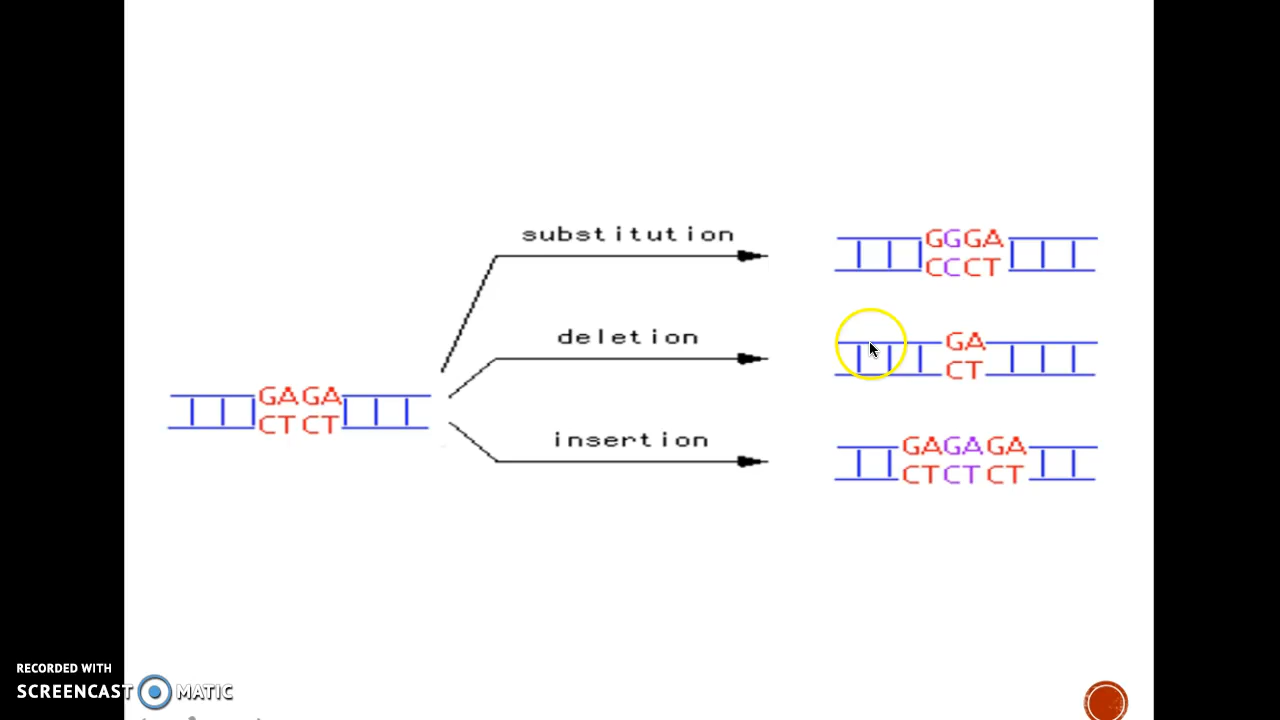 substitution
GGGA
CCCT
deletion
GA
CT
GAGA
CTCT
insertion
GAGAGA
CTCTCT
RECORDED WITH
SCREENCAST MATIC